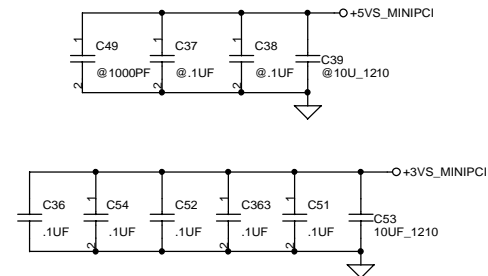 +5VS_MINIPCI
1 1 1
C49 C37 C38 C39
@1000PF @.1UF @.1UF @10U_1210
2 2 2
+3VS_MINIPCI
1 1 1 1
C36 C54 C52 C363 C51 C53
.1UF .1UF .1UF .1UF .1UF 10UF_1210
2 2 2 2